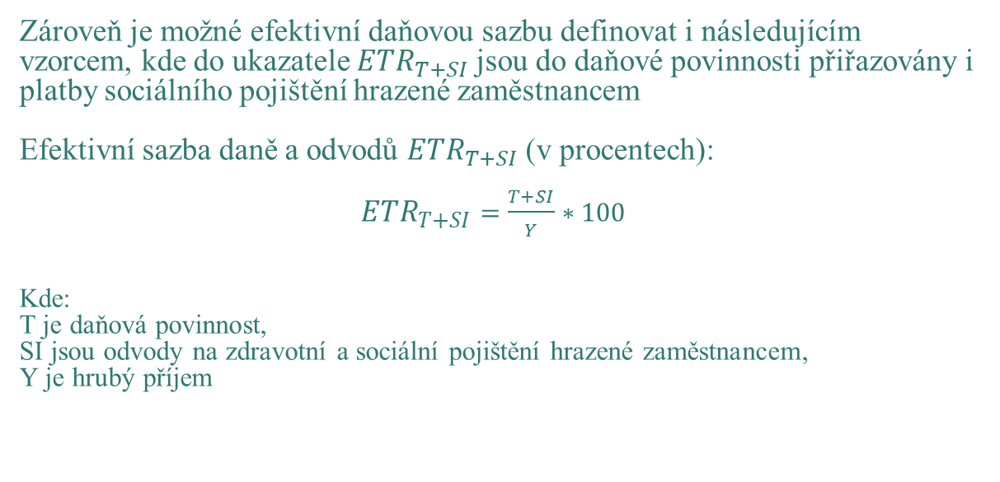 Zároveň je možné efektivní daňovou sazbu definovat i následujícím
vzorcem, kde do ukazatele ETR_{T+SI} jsou do daňové povinnosti přiřazovány i
platby sociálního pojištění hrazené zaměstnancem
Efektivní sazba daně a odvodů ETR_{T+SI} (v procentech):
ETR_{T+SI} = \frac{T+SI}{Y} * 100
Kde:
T je daňová povinnost,
SI jsou odvody na zdravotní a sociální pojištění hrazené zaměstnancem,
Y je hrubý příjem